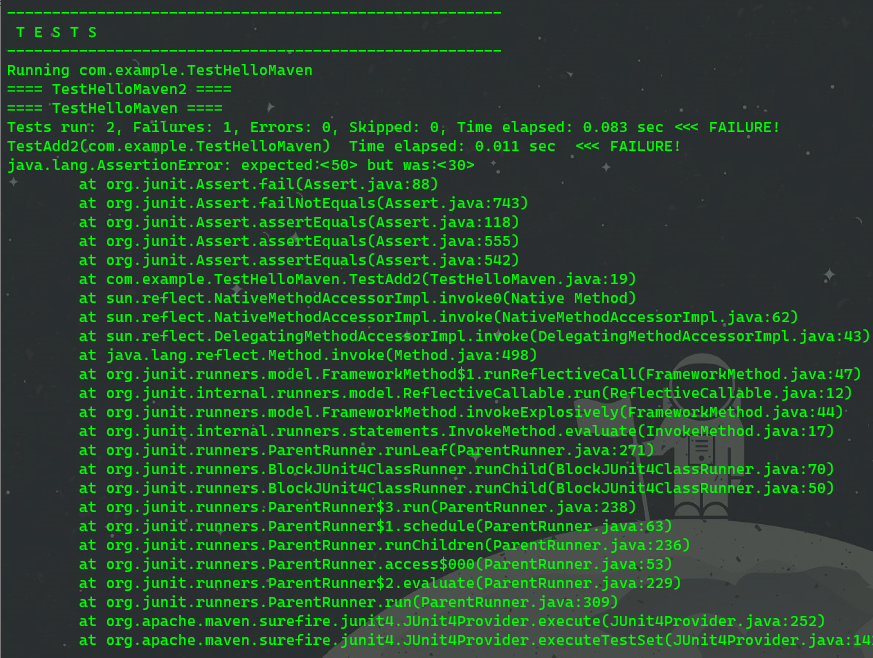 -------------------------------------------------------
 T E S T S
-------------------------------------------------------
Running com.example.TestHelloMaven
==== TestHelloMaven2 ====
==== TestHelloMaven ====
Tests run: 2, Failures: 1, Errors: 0, Skipped: 0, Time elapsed: 0.083 sec <<< FAILURE!
TestAdd2(com.example.TestHelloMaven)  Time elapsed: 0.011 sec  <<< FAILURE!
java.lang.AssertionError: expected:<50> but was:<30>
        at org.junit.Assert.fail(Assert.java:88)
        at org.junit.Assert.failNotEquals(Assert.java:743)
        at org.junit.Assert.assertEquals(Assert.java:118)
        at org.junit.Assert.assertEquals(Assert.java:555)
        at org.junit.Assert.assertEquals(Assert.java:542)
        at com.example.TestHelloMaven.TestAdd2(TestHelloMaven.java:19)
        at sun.reflect.NativeMethodAccessorImpl.invoke0(Native Method)
        at sun.reflect.NativeMethodAccessorImpl.invoke(NativeMethodAccessorImpl.java:62)
        at sun.reflect.DelegatingMethodAccessorImpl.invoke(DelegatingMethodAccessorImpl.java:43)
        at java.lang.reflect.Method.invoke(Method.java:498)
        at org.junit.runners.model.FrameworkMethod$1.runReflectiveCall(FrameworkMethod.java:47)
        at org.junit.internal.runners.model.ReflectiveCallable.run(ReflectiveCallable.java:12)
        at org.junit.runners.model.FrameworkMethod.invokeExplosively(FrameworkMethod.java:44)
        at org.junit.internal.runners.statements.InvokeMethod.evaluate(InvokeMethod.java:17)
        at org.junit.runners.ParentRunner.runLeaf(ParentRunner.java:271)
        at org.junit.runners.BlockJUnit4ClassRunner.runChild(BlockJUnit4ClassRunner.java:70)
        at org.junit.runners.BlockJUnit4ClassRunner.runChild(BlockJUnit4ClassRunner.java:50)
        at org.junit.runners.ParentRunner$3.run(ParentRunner.java:238)
        at org.junit.runners.ParentRunner$1.schedule(ParentRunner.java:63)
        at org.junit.runners.ParentRunner.runChildren(ParentRunner.java:236)
        at org.junit.runners.ParentRunner.access$000(ParentRunner.java:53)
        at org.junit.runners.ParentRunner$2.evaluate(ParentRunner.java:229)
        at org.junit.runners.ParentRunner.run(ParentRunner.java:309)
        at org.apache.maven.surefire.junit4.JUnit4Provider.execute(JUnit4Provider.java:252)
        at org.apache.maven.surefire.junit4.JUnit4Provider.executeTestSet(JUnit4Provider.java:14